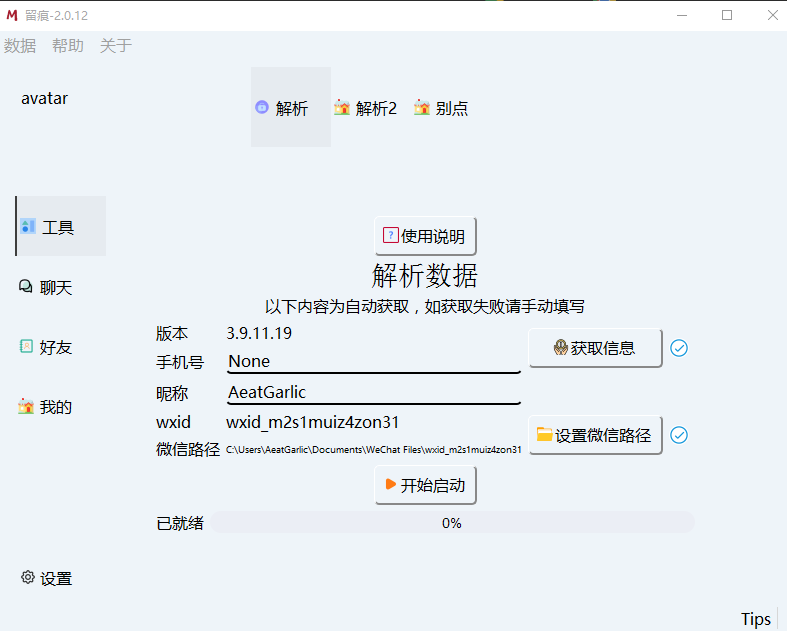 M 留痕-2.0.12
数据 帮助 关于
avatar
解析 解析2 别点
工具
聊天
好友
我的
设置
?使用说明
解析数据
以下内容为自动获取，如获取失败请手动填写
版本 3.9.11.19
手机号 None
获取信息
昵称 AeatGarlic
wxid wxid_m2s1muiz4zon31
微信路径 C:\Users\AeatGarlic\Documents\WeChat Files\wxid_m2s1muiz4zon31
设置微信路径
开始启动
已就绪 0%
Tips